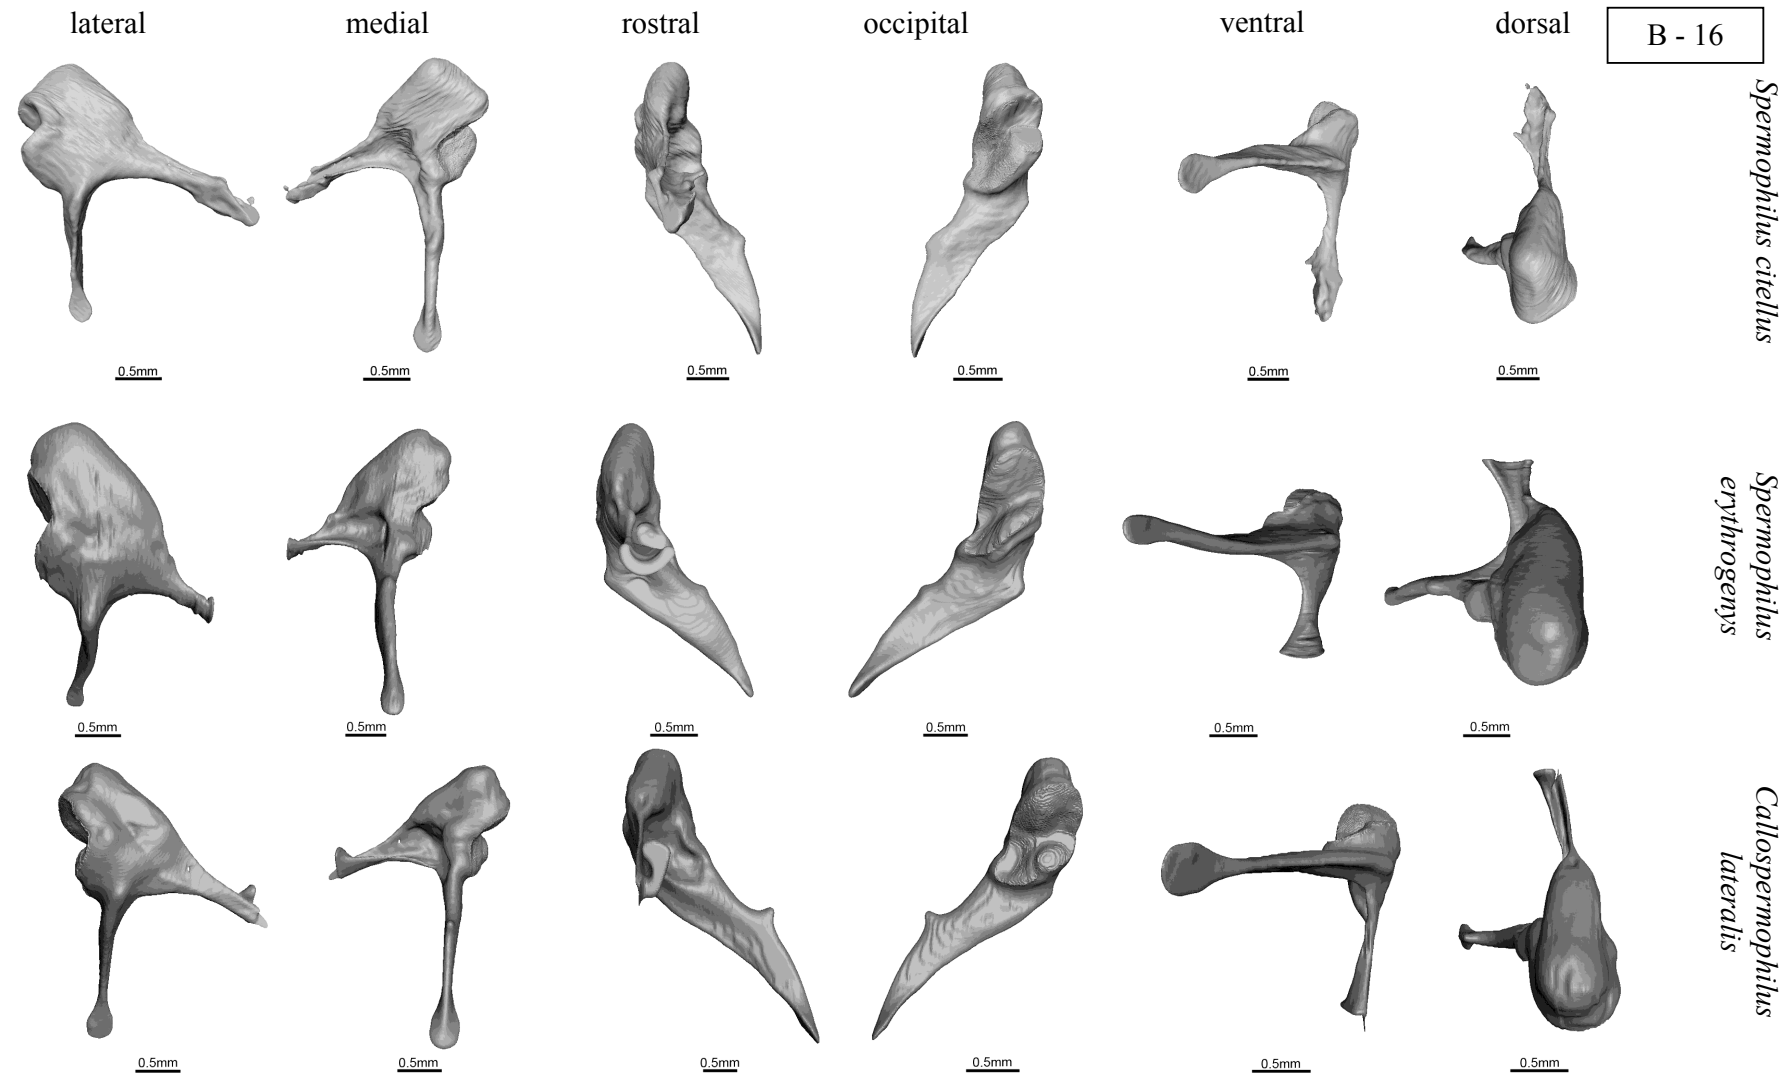 lateral
medial
rostral
occipital
ventral
dorsal
B - 16
Spermophilus citellus
0.5mm
0.5mm
0.5mm
0.5mm
0.5mm
0.5mm
Spermophilus
erythrogenys
0.5mm
0.5mm
0.5mm
0.5mm
0.5mm
0.5mm
Callospermophilus
lateralis
0.5mm
0.5mm
0.5mm
0.5mm
0.5mm
0.5mm